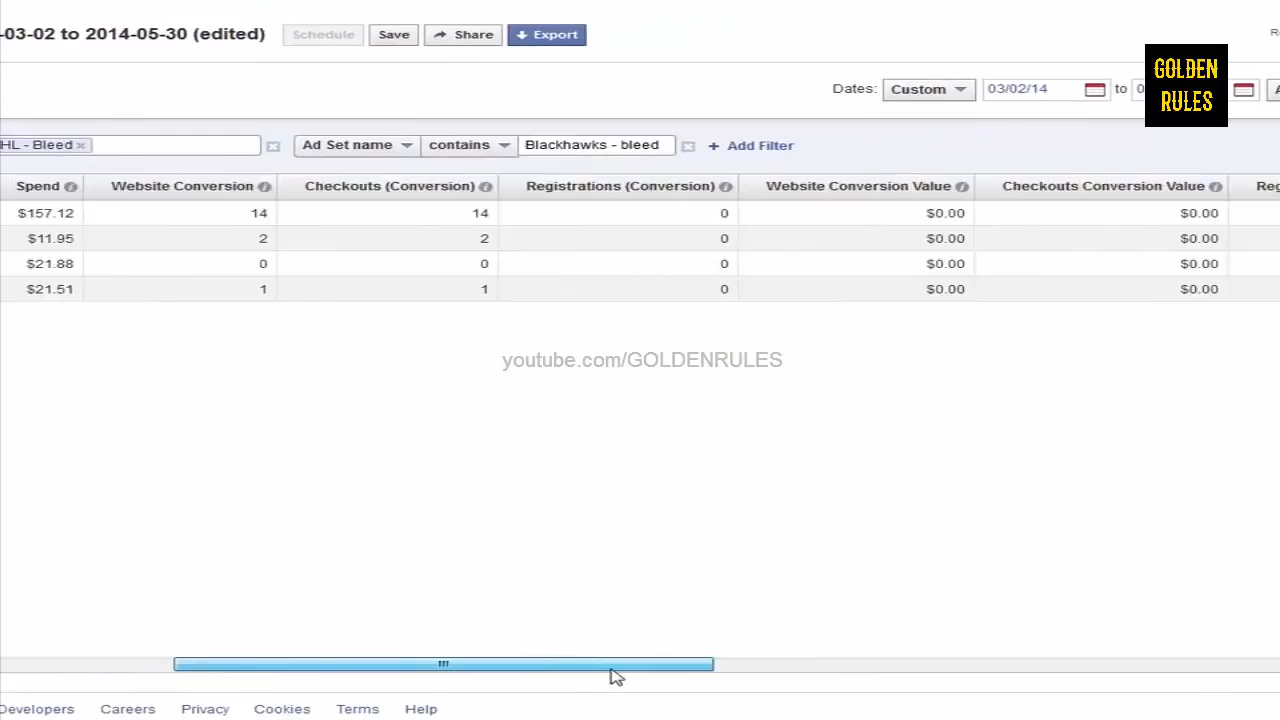 -03-02 to 2014-05-30 (edited) Schedule Save Share Export
GOLDEN RULES
Dates: Custom 03/02/14 to
HL - Bleed Ad Set name contains Blackhawks - bleed + Add Filter
Spend Website Conversion Checkouts (Conversion) Registrations (Conversion) Website Conversion Value Checkouts Conversion Value
$157.12 14 14 0 $0.00 $0.00
$11.95 2 2 0 $0.00 $0.00
$21.88 0 0 0 $0.00 $0.00
$21.51 1 1 0 $0.00 $0.00
youtube.com/GOLDENRULES
Developers Careers Privacy Cookies Terms Help